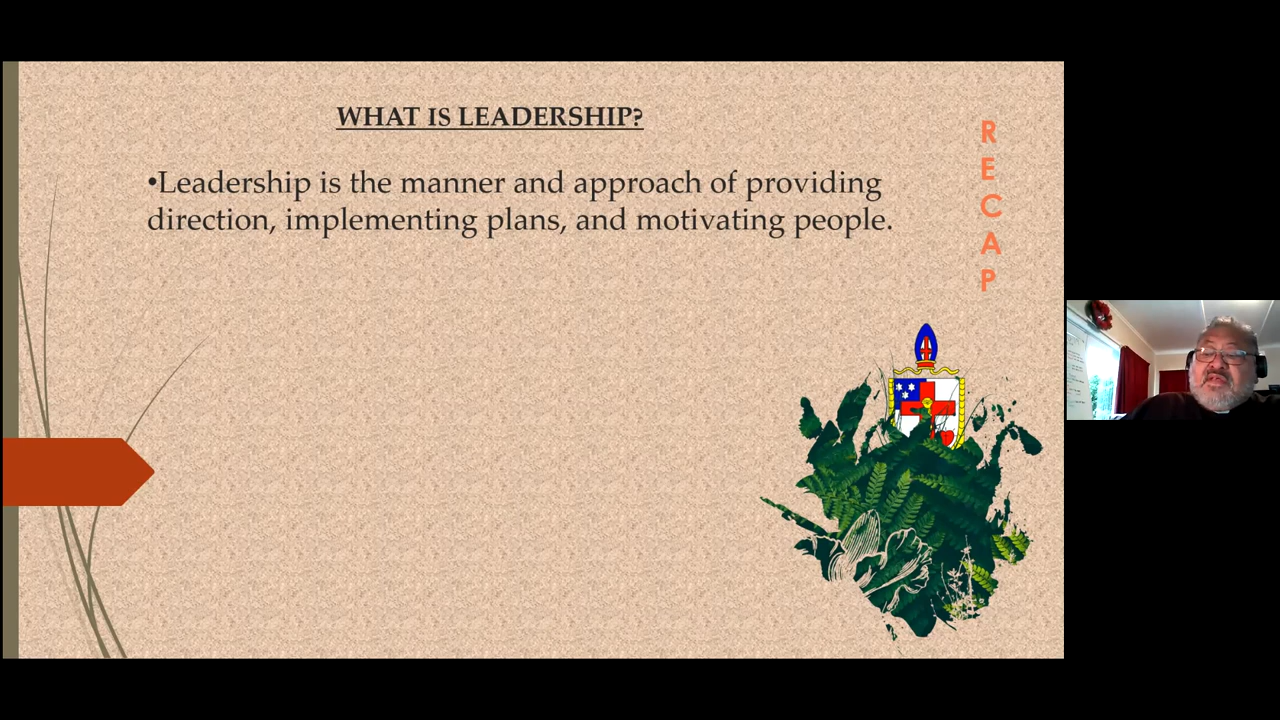 WHAT IS LEADERSHIP?
•Leadership is the manner and approach of providing
direction, implementing plans, and motivating people.
R
E
C
A
P